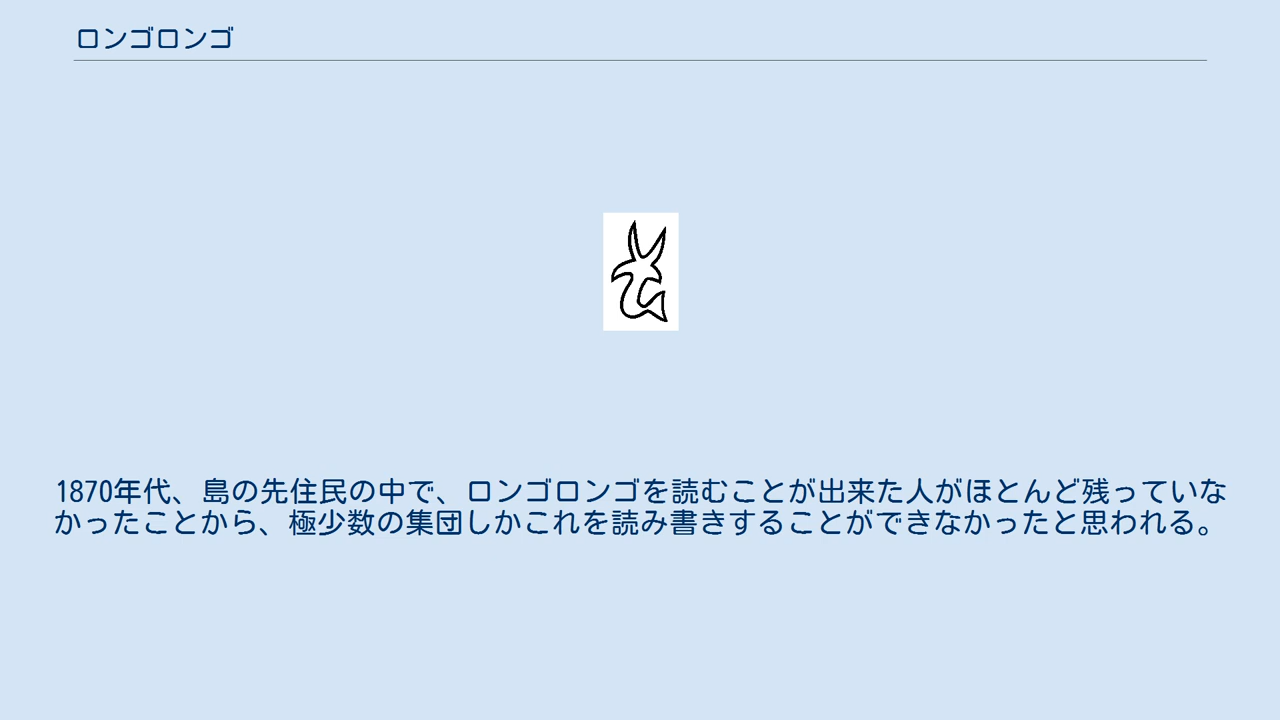 ロンゴロンゴ
1870年代、島の先住民の中で、ロンゴロンゴを読むことが出来た人がほとんど残っていな
かったことから、極少数の集団しかこれを読み書きすることができなかったと思われる。